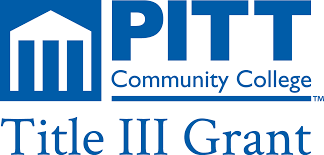 PITT
Community College
™
Title III Grant